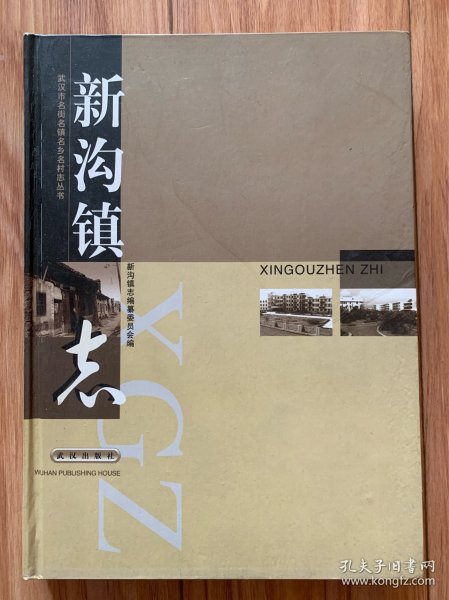 武汉市名街名镇名乡名村志丛书
新沟镇
志
新沟镇志编纂委员会编
XINGOUZHEN ZHI
XGZ
武汉出版社
WUHAN PUBLISHING HOUSE
孔夫子旧书网
www.kongfz.com